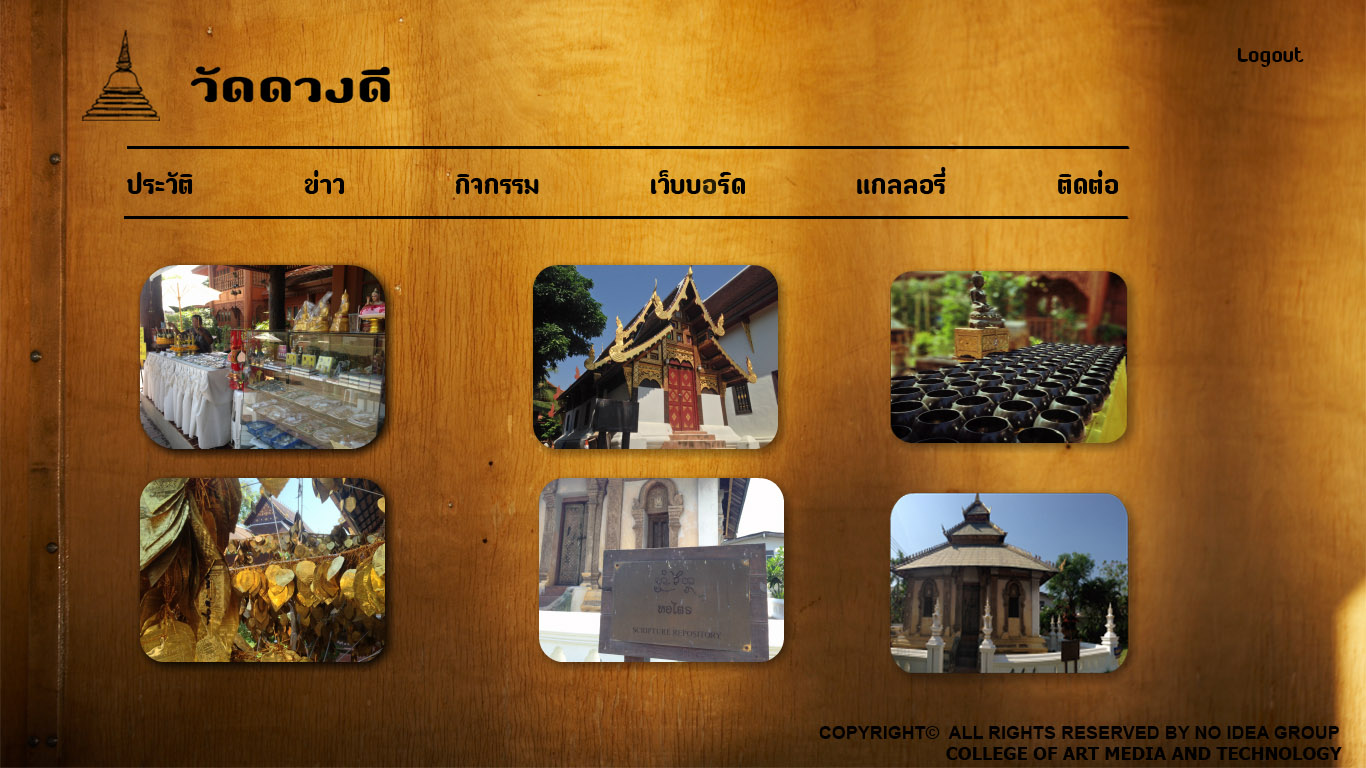 วัดดวงดี
Logout
ประวัติ ข่าว กิจกรรม เว็บบอร์ด แกลลอรี่ ติดต่อ
หอไตร
SCRIPTURE REPOSITORY
COPYRIGHT© ALL RIGHTS RESERVED BY NO IDEA GROUP
COLLEGE OF ART MEDIA AND TECHNOLOGY